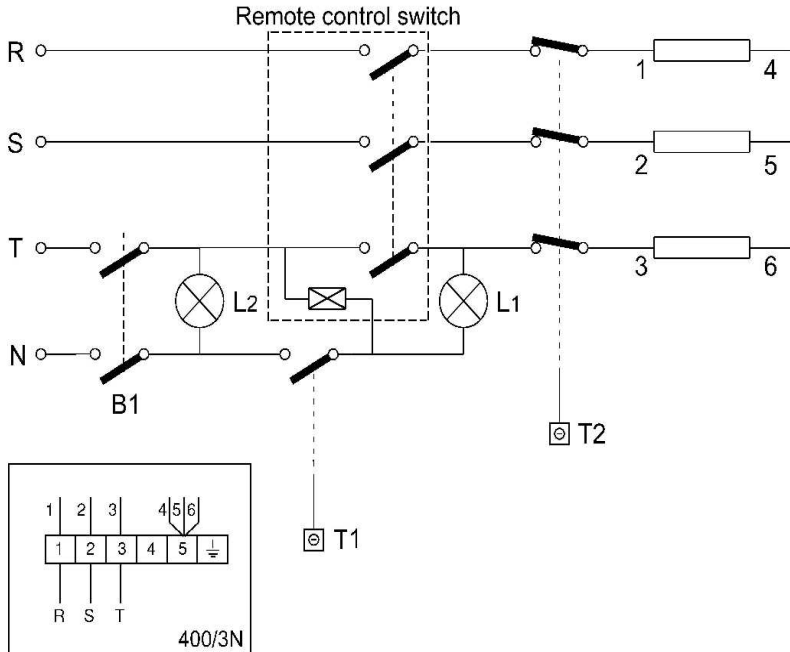 Remote control switch
R 1 4
S 2 5
T L2 L1 3 6
N
B1
T2
T1
1 2 3 4 5 6
1 2 3 4 5
R S T
400/3N